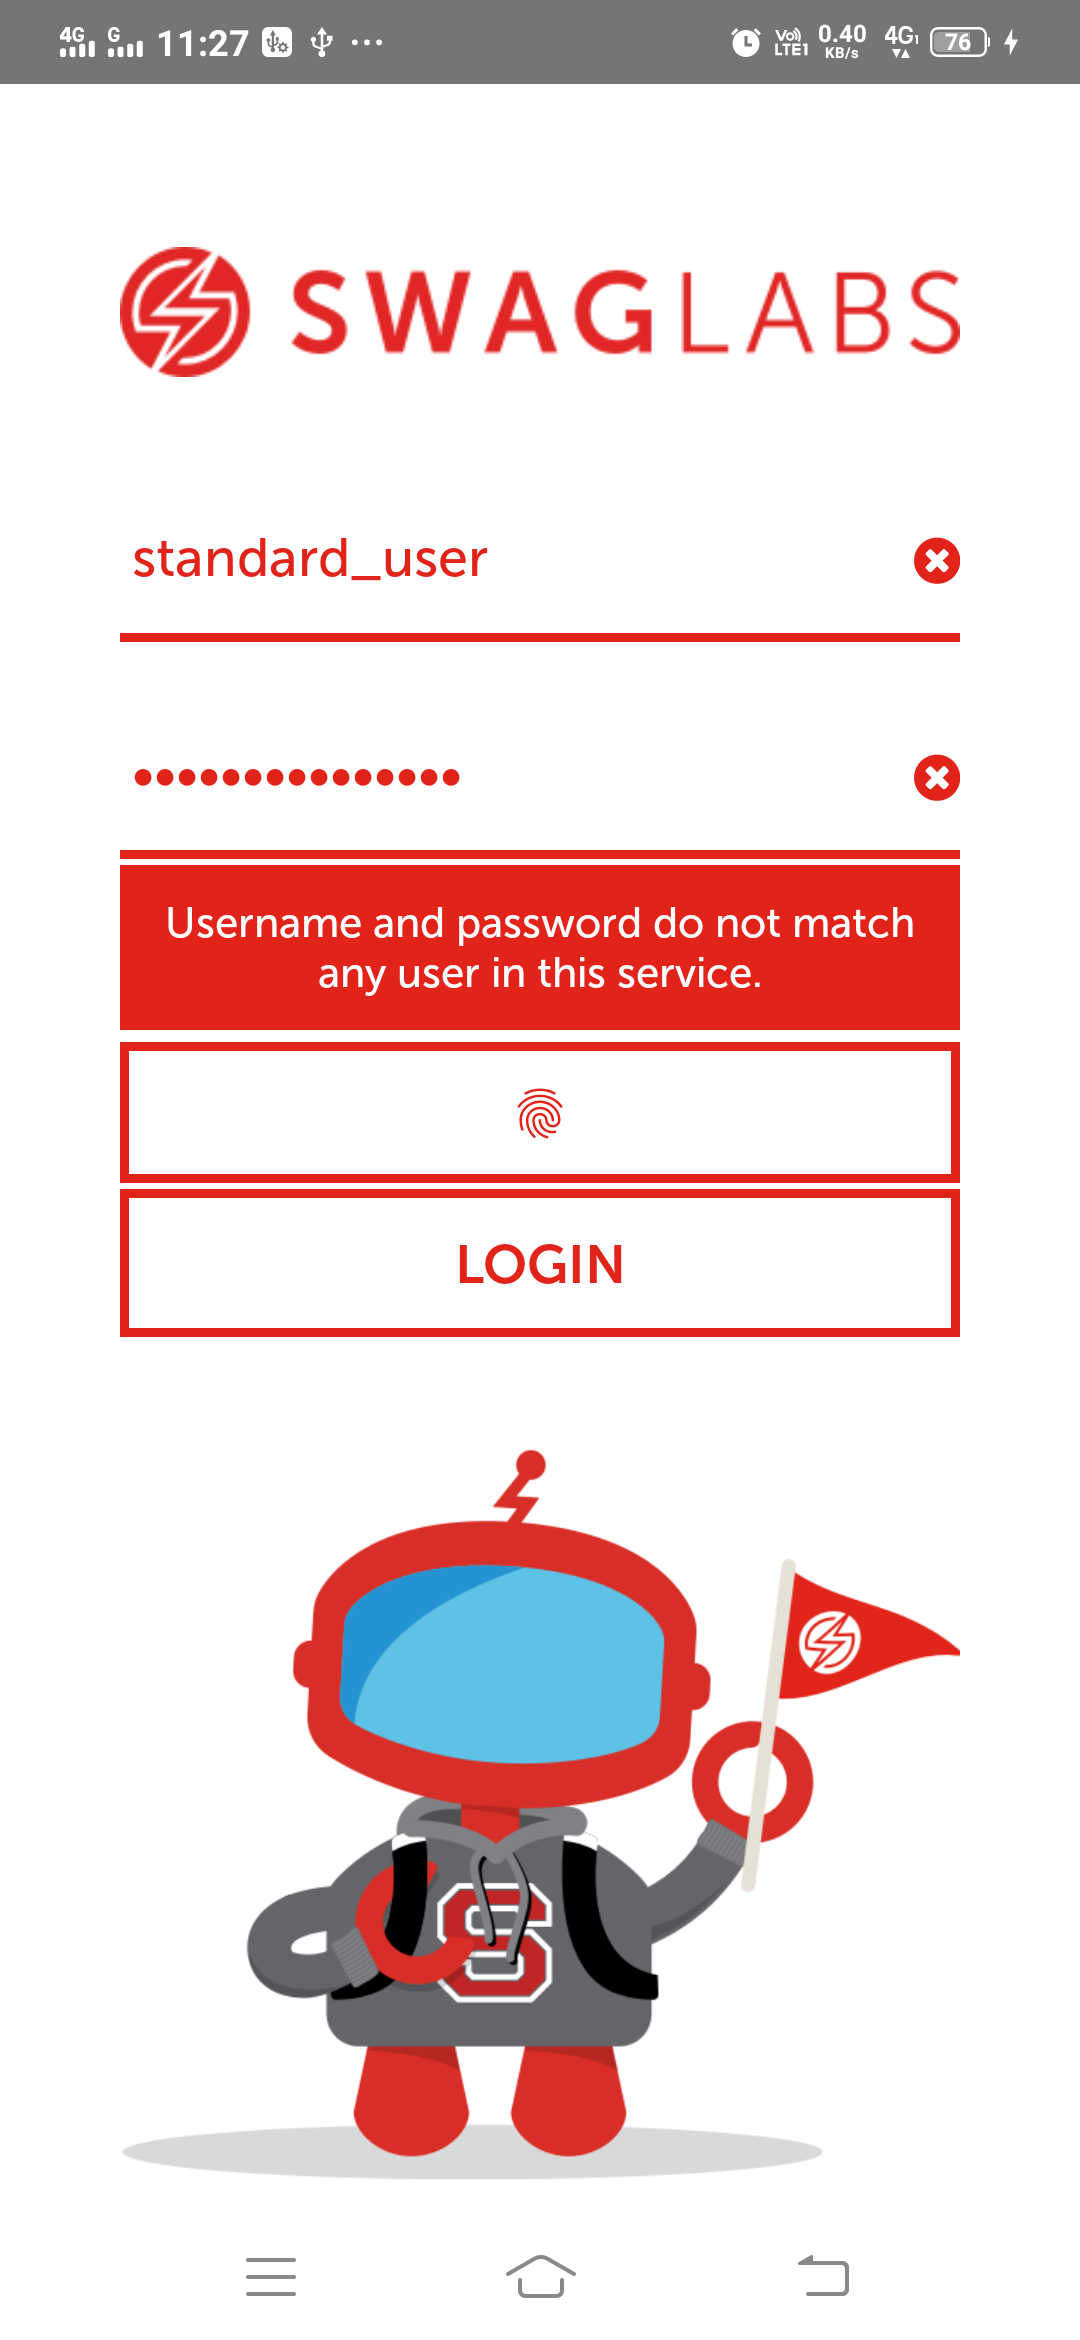 4G G 11:27 Vo) LTE1 0.40 KB/s 4G1 76
SWAGLABS
standard_user
•••••••••••••••
Username and password do not match
any user in this service.
LOGIN
S